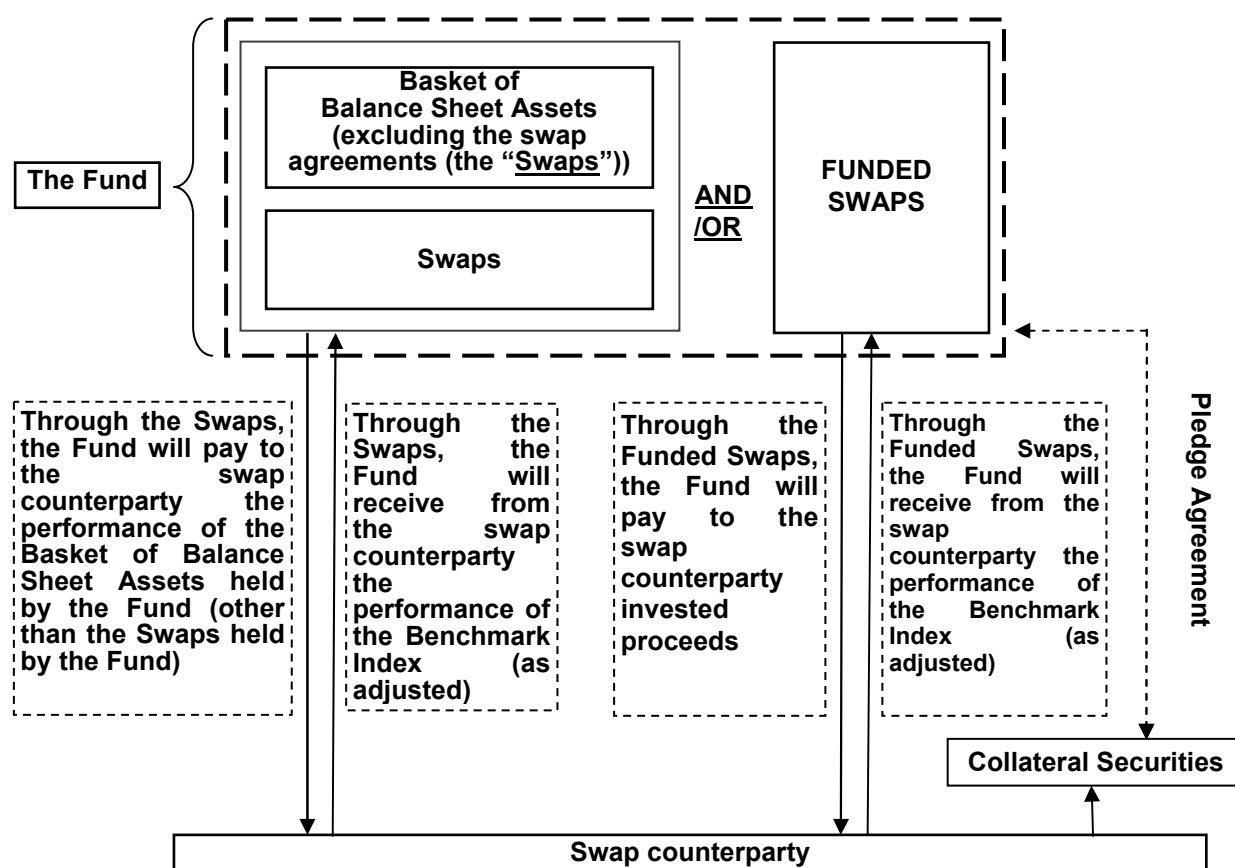 Basket of
Balance Sheet Assets
(excluding the swap
agreements (the “Swaps”))
Swaps
The Fund
AND
/OR
FUNDED
SWAPS
Through the Swaps,
the Fund will pay to
the swap
counterparty the
performance of the
Basket of Balance
Sheet Assets held
by the Fund (other
than the Swaps held
by the Fund)
Through the
Swaps, the
Fund will
receive from
the swap
counterparty
the
performance of
the Benchmark
Index (as
adjusted)
Through the
Funded Swaps,
the Fund will
pay to the
swap
counterparty
invested
proceeds
Through the
Funded Swaps,
the Fund will
receive from the
swap
counterparty the
performance of
the Benchmark
Index (as
adjusted)
Pledge Agreement
Collateral Securities
Swap counterparty